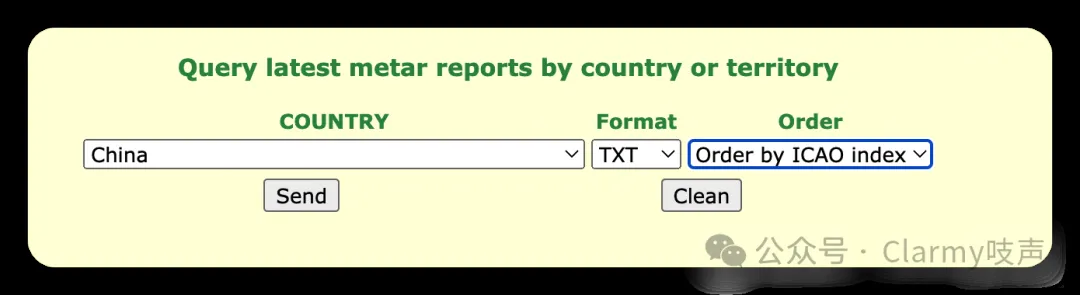 Query latest metar reports by country or territory
COUNTRY Format Order
China TXT Order by ICAO index
Send Clean
公众号 · Clarmy吱声